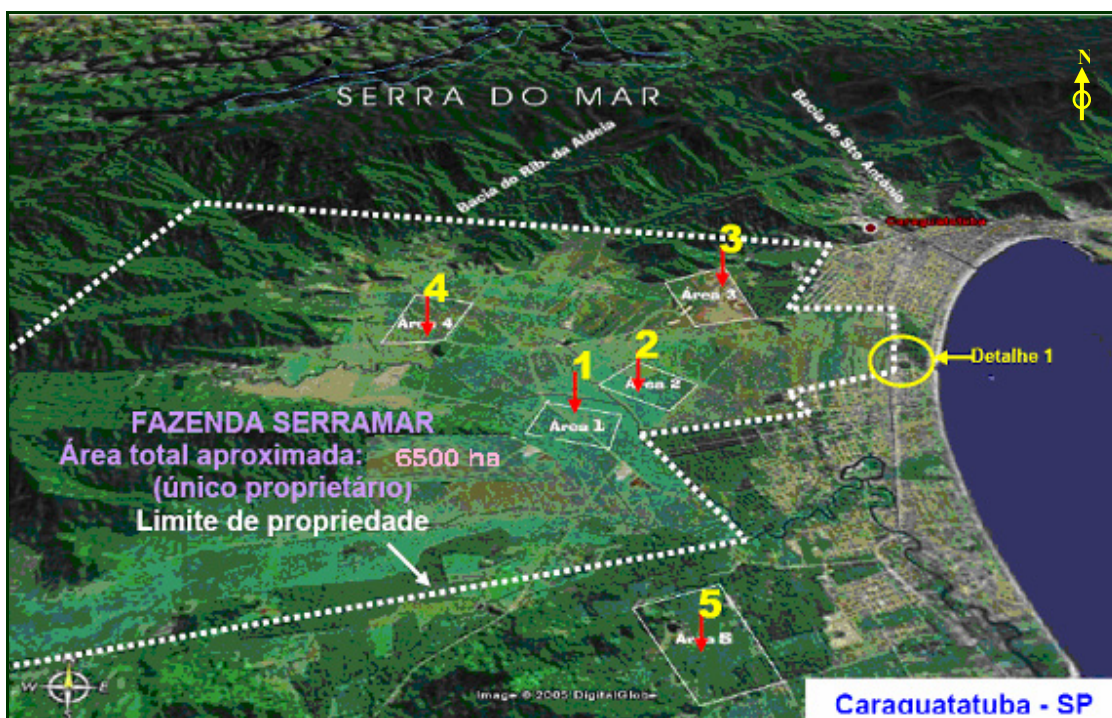 N
SERRA DO MAR
Bacia do Rib. da Aldeia
Bacia de Sto Antônio
Caraguatatuba
3
Área 3
4
Área 4
2
Área 2
1
Área 1
Detalhe 1
FAZENDA SERRAMAR
Área total aproximada: 6500 ha
(único proprietário)
Limite de propriedade
5
Área B
W E
Image © 2005 DigitalGlobe
Caraguatatuba - SP